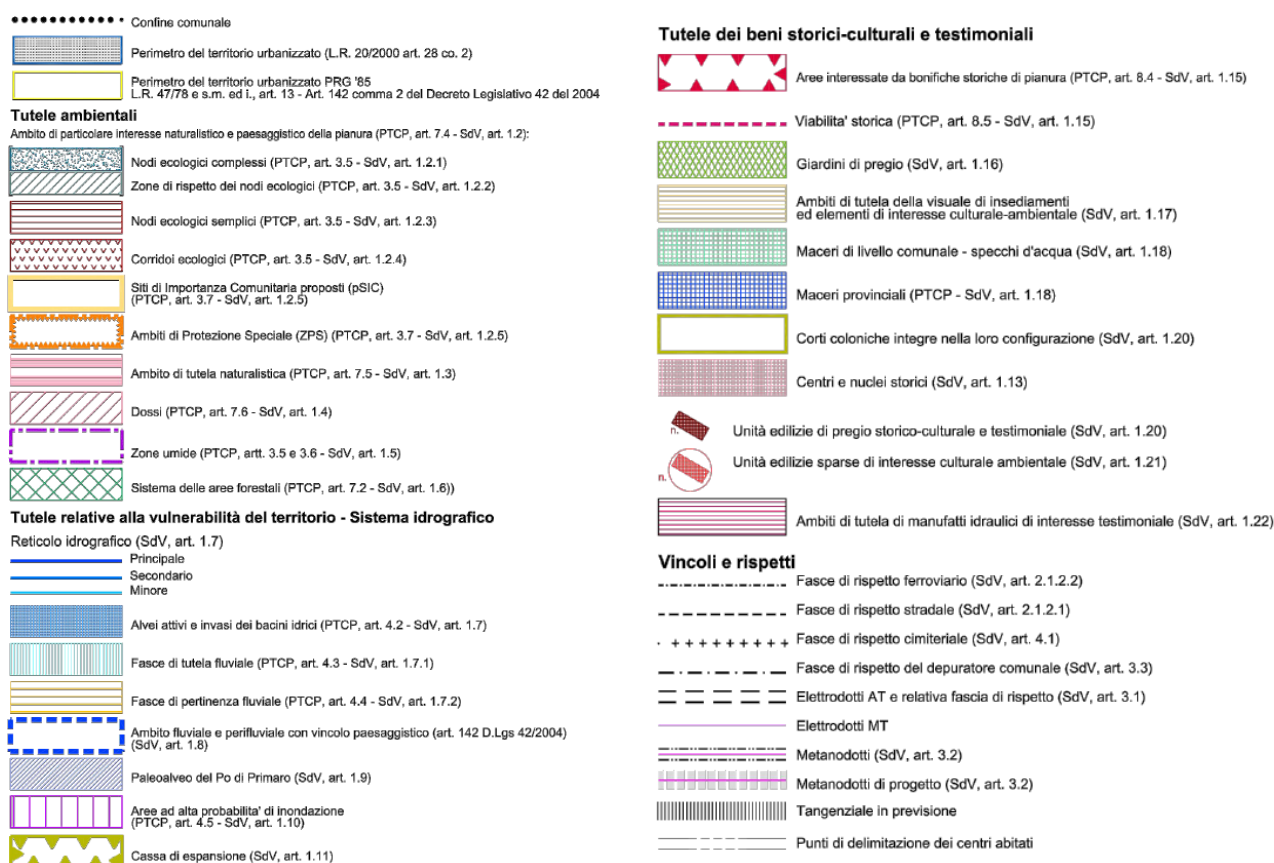 Confine comunale
Perimetro del territorio urbanizzato (L.R. 20/2000 art. 28 co. 2)
Perimetro del territorio urbanizzato PRG '85
L.R. 47/78 e s.m. ed i., art. 13 - Art. 142 comma 2 del Decreto Legislativo 42 del 2004
Tutele ambientali
Ambito di particolare interesse naturalistico e paesaggistico della pianura (PTCP, art. 7.4 - SdV, art. 1.2):
Nodi ecologici complessi (PTCP, art. 3.5 - SdV, art. 1.2.1)
Zone di rispetto dei nodi ecologici (PTCP, art. 3.5 - SdV, art. 1.2.2)
Nodi ecologici semplici (PTCP, art. 3.5 - SdV, art. 1.2.3)
Corridoi ecologici (PTCP, art. 3.5 - SdV, art. 1.2.4)
Siti di Importanza Comunitaria proposti (pSIC)
(PTCP, art. 3.7 - SdV, art. 1.2.5)
Ambiti di Protezione Speciale (ZPS) (PTCP, art. 3.7 - SdV, art. 1.2.5)
Ambito di tutela naturalistica (PTCP, art. 7.5 - SdV, art. 1.3)
Dossi (PTCP, art. 7.6 - SdV, art. 1.4)
Zone umide (PTCP, artt. 3.5 e 3.6 - SdV, art. 1.5)
Sistema delle aree forestali (PTCP, art. 7.2 - SdV, art. 1.6))
Tutele relative alla vulnerabilità del territorio - Sistema idrografico
Reticolo idrografico (SdV, art. 1.7)
Principale
Secondario
Minore
Alvei attivi e invasi dei bacini idrici (PTCP, art. 4.2 - SdV, art. 1.7)
Fasce di tutela fluviale (PTCP, art. 4.3 - SdV, art. 1.7.1)
Fasce di pertinenza fluviale (PTCP, art. 4.4 - SdV, art. 1.7.2)
Ambito fluviale e perifluviale con vincolo paesaggistico (art. 142 D.Lgs 42/2004)
(SdV, art. 1.8)
Paleoalveo del Po di Primaro (SdV, art. 1.9)
Aree ad alta probabilita' di inondazione
(PTCP, art. 4.5 - SdV, art. 1.10)
Cassa di espansione (SdV, art. 1.11)
Tutele dei beni storici-culturali e testimoniali
Aree interessate da bonifiche storiche di pianura (PTCP, art. 8.4 - SdV, art. 1.15)
Viabilita' storica (PTCP, art. 8.5 - SdV, art. 1.15)
Giardini di pregio (SdV, art. 1.16)
Ambiti di tutela della visuale di insediamenti
ed elementi di interesse culturale-ambientale (SdV, art. 1.17)
Maceri di livello comunale - specchi d'acqua (SdV, art. 1.18)
Maceri provinciali (PTCP - SdV, art. 1.18)
Corti coloniche integre nella loro configurazione (SdV, art. 1.20)
Centri e nuclei storici (SdV, art. 1.13)
n. Unità edilizie di pregio storico-culturale e testimoniale (SdV, art. 1.20)
Unità edilizie sparse di interesse culturale ambientale (SdV, art. 1.21)
n.
Ambiti di tutela di manufatti idraulici di interesse testimoniale (SdV, art. 1.22)
Vincoli e rispetti
Fasce di rispetto ferroviario (SdV, art. 2.1.2.2)
Fasce di rispetto stradale (SdV, art. 2.1.2.1)
Fasce di rispetto cimiteriale (SdV, art. 4.1)
Fasce di rispetto del depuratore comunale (SdV, art. 3.3)
Elettrodotti AT e relativa fascia di rispetto (SdV, art. 3.1)
Elettrodotti MT
Metanodotti (SdV, art. 3.2)
Metanodotti di progetto (SdV, art. 3.2)
Tangenziale in previsione
Punti di delimitazione dei centri abitati